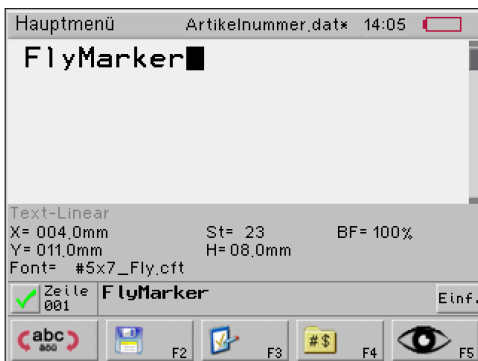 Hauptmenü Artikelnummer.dat* 14:05
FlyMarker
Text-Linear
X= 004.0mm St= 23 BF= 100%
Y= 011.0mm H= 08.0mm
Font= #5x7_Fly.cft
Zeile 001 FlyMarker Einf.
abc F2 F3 #$ F4 F5